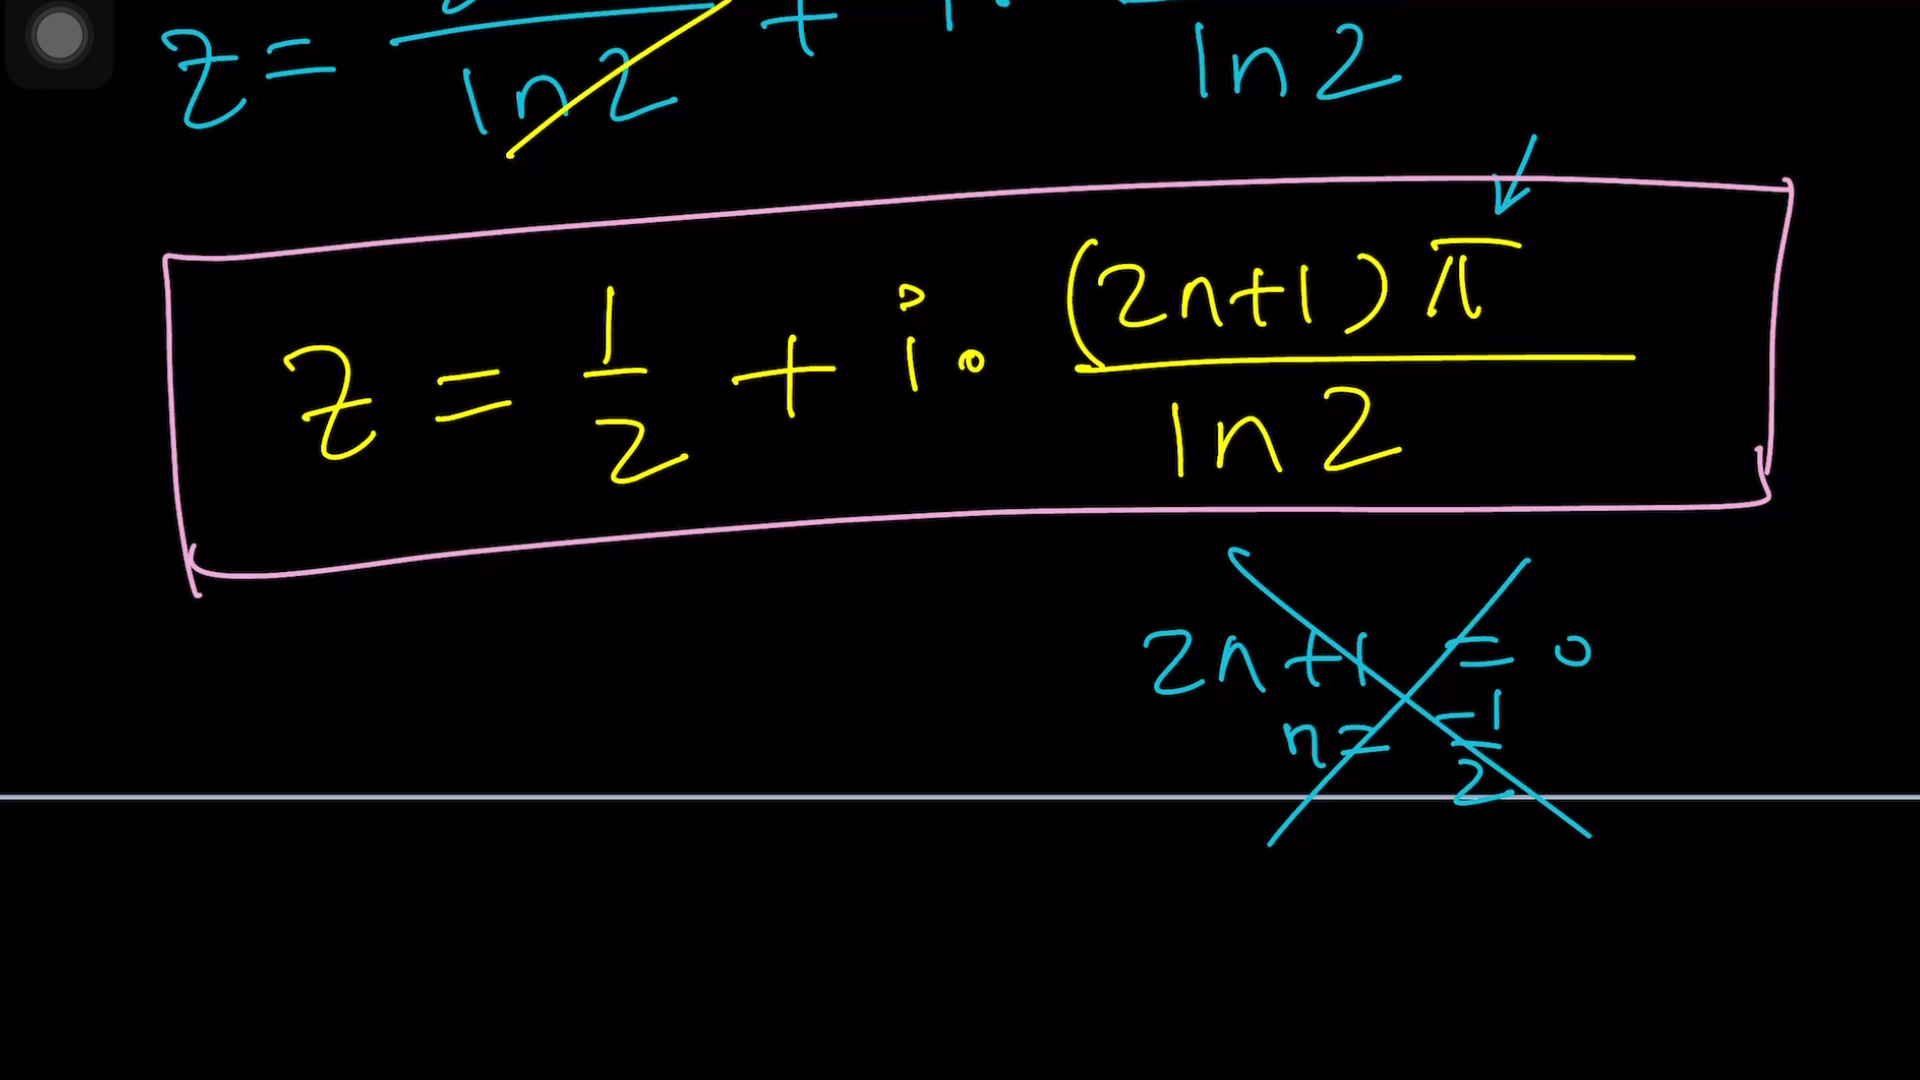 z = ――― + i · ―――
ln2 ln2
z = 1/2 + i · (2n+1)π/ln2
2n+1 = 0
n = -1/2